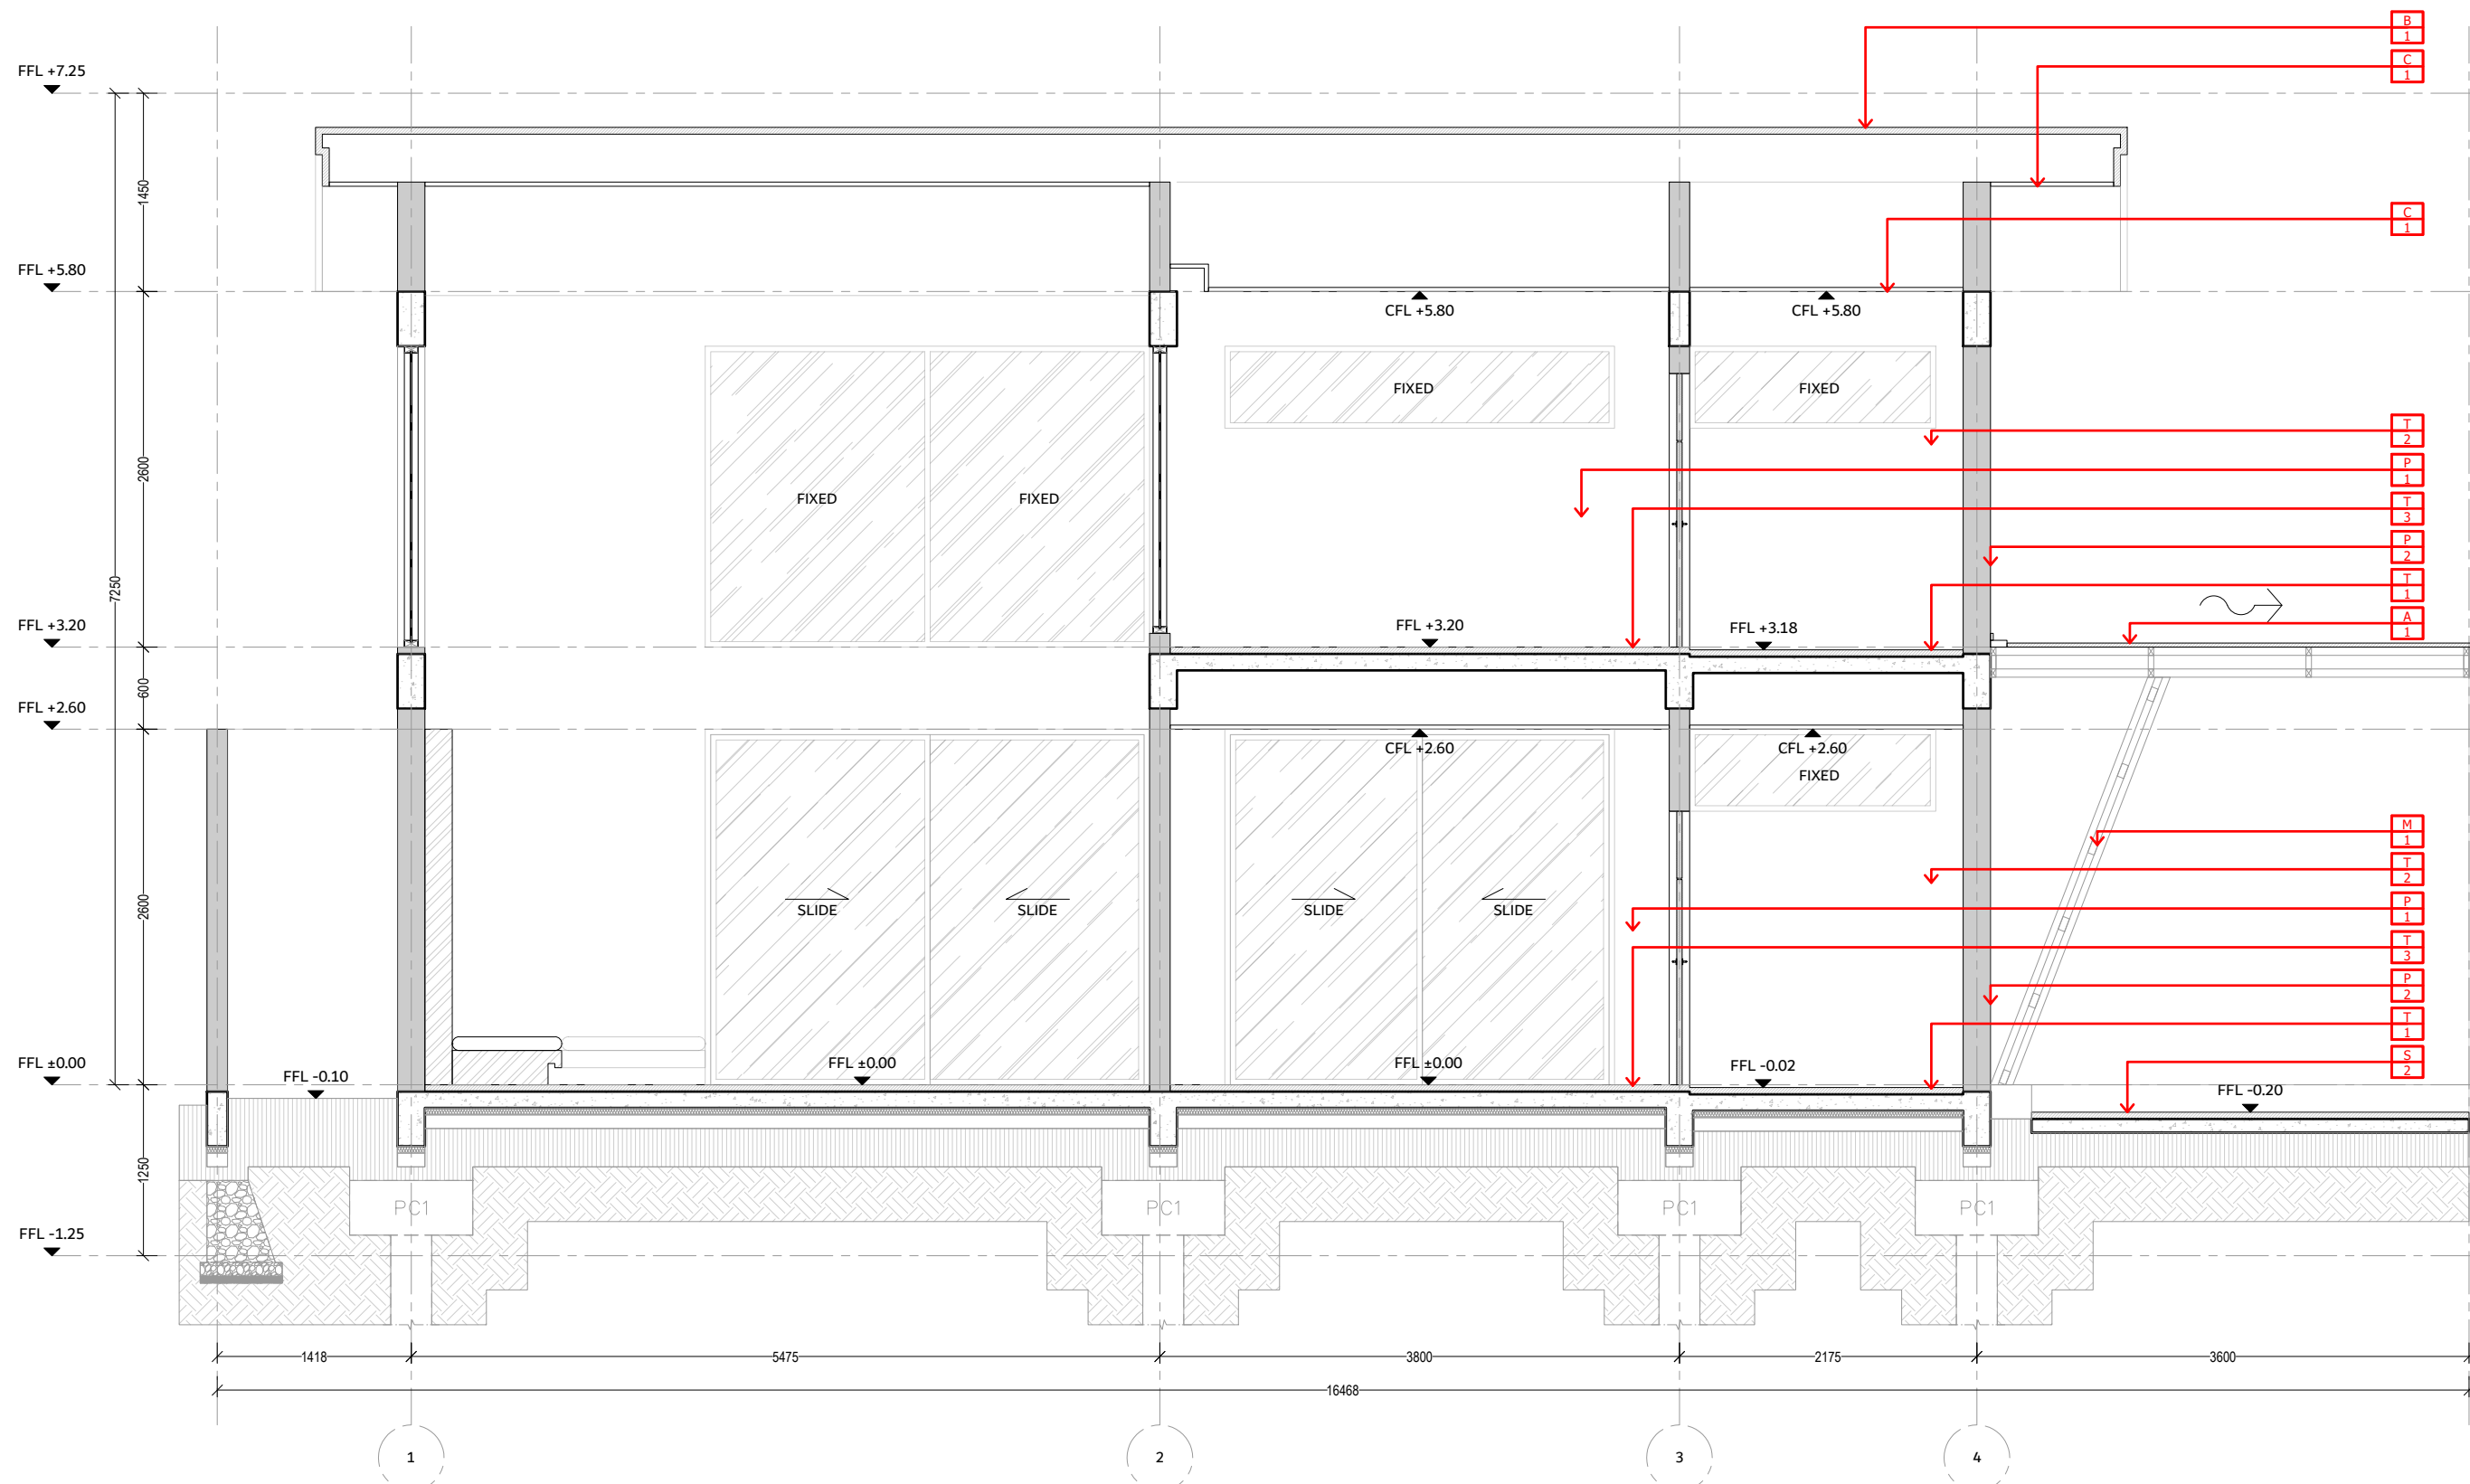 B
1
C
1
FFL +7.25
1450
C
1
FFL +5.80
CFL +5.80
CFL +5.80
FIXED
FIXED
T
2
2600
P
1
FIXED
FIXED
T
3
P
2
7250
T
1
FFL +3.20
FFL +3.20
FFL +3.18
A
1
600
FFL +2.60
CFL +2.60
CFL +2.60
FIXED
M
1
T
2
2600
SLIDE
SLIDE
SLIDE
SLIDE
P
1
T
3
P
2
T
1
FFL ±0.00
FFL ±0.00
FFL ±0.00
FFL -0.02
S
2
FFL -0.10
FFL -0.20
1250
PC1
PC1
PC1
PC1
FFL -1.25
1418
5475
3800
2175
3600
16468
1
2
3
4